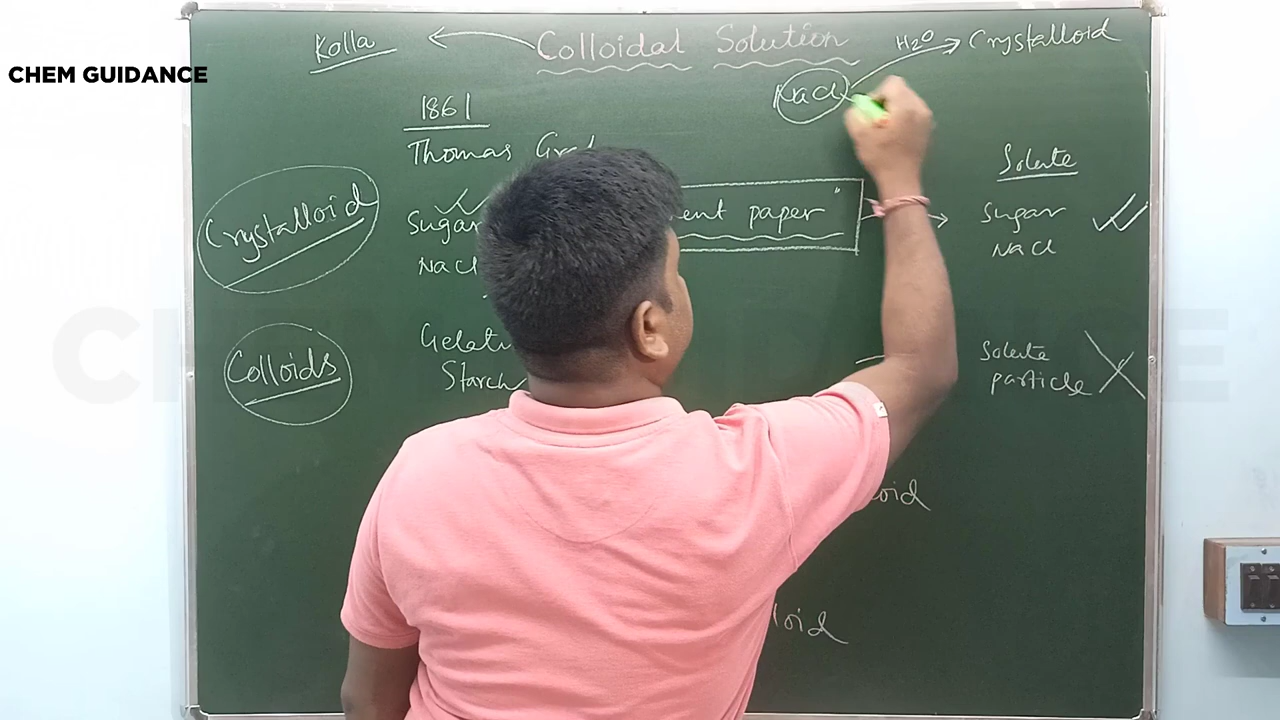 CHEM GUIDANCE
Kolla Colloidal Solution H2O Crystalloid
NaCl
1861
Thomas
Solute
Crystalloid Sugar paper " Sugar
NaCl NaCl
Colloids Solute
Starch particle